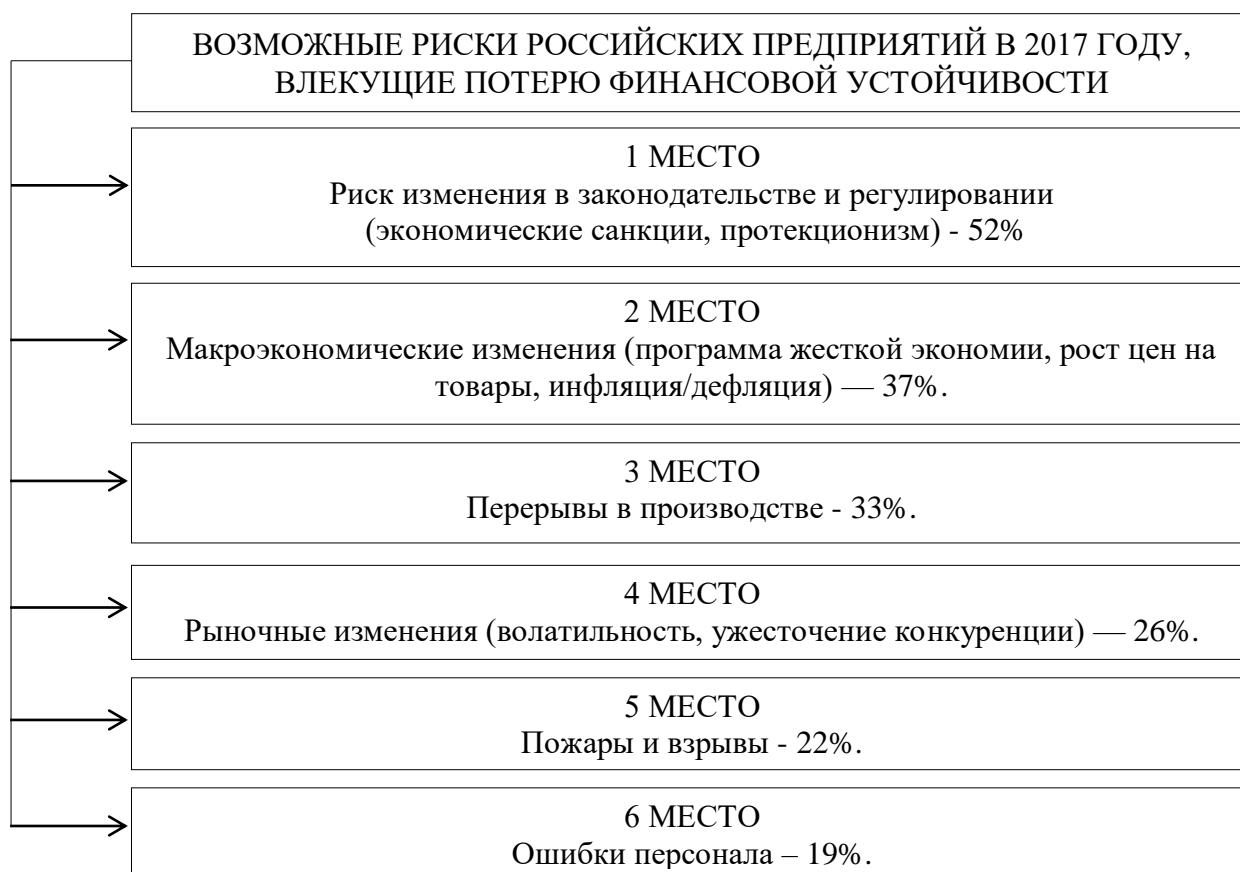 ВОЗМОЖНЫЕ РИСКИ РОССИЙСКИХ ПРЕДПРИЯТИЙ В 2017 ГОДУ,
ВЛЕКУЩИЕ ПОТЕРЮ ФИНАНСОВОЙ УСТОЙЧИВОСТИ
1 МЕСТО
Риск изменения в законодательстве и регулировании
(экономические санкции, протекционизм) - 52%
2 МЕСТО
Макроэкономические изменения (программа жесткой экономии, рост цен на
товары, инфляция/дефляция) — 37%.
3 МЕСТО
Перерывы в производстве - 33%.
4 МЕСТО
Рыночные изменения (волатильность, ужесточение конкуренции) — 26%.
5 МЕСТО
Пожары и взрывы - 22%.
6 МЕСТО
Ошибки персонала – 19%.